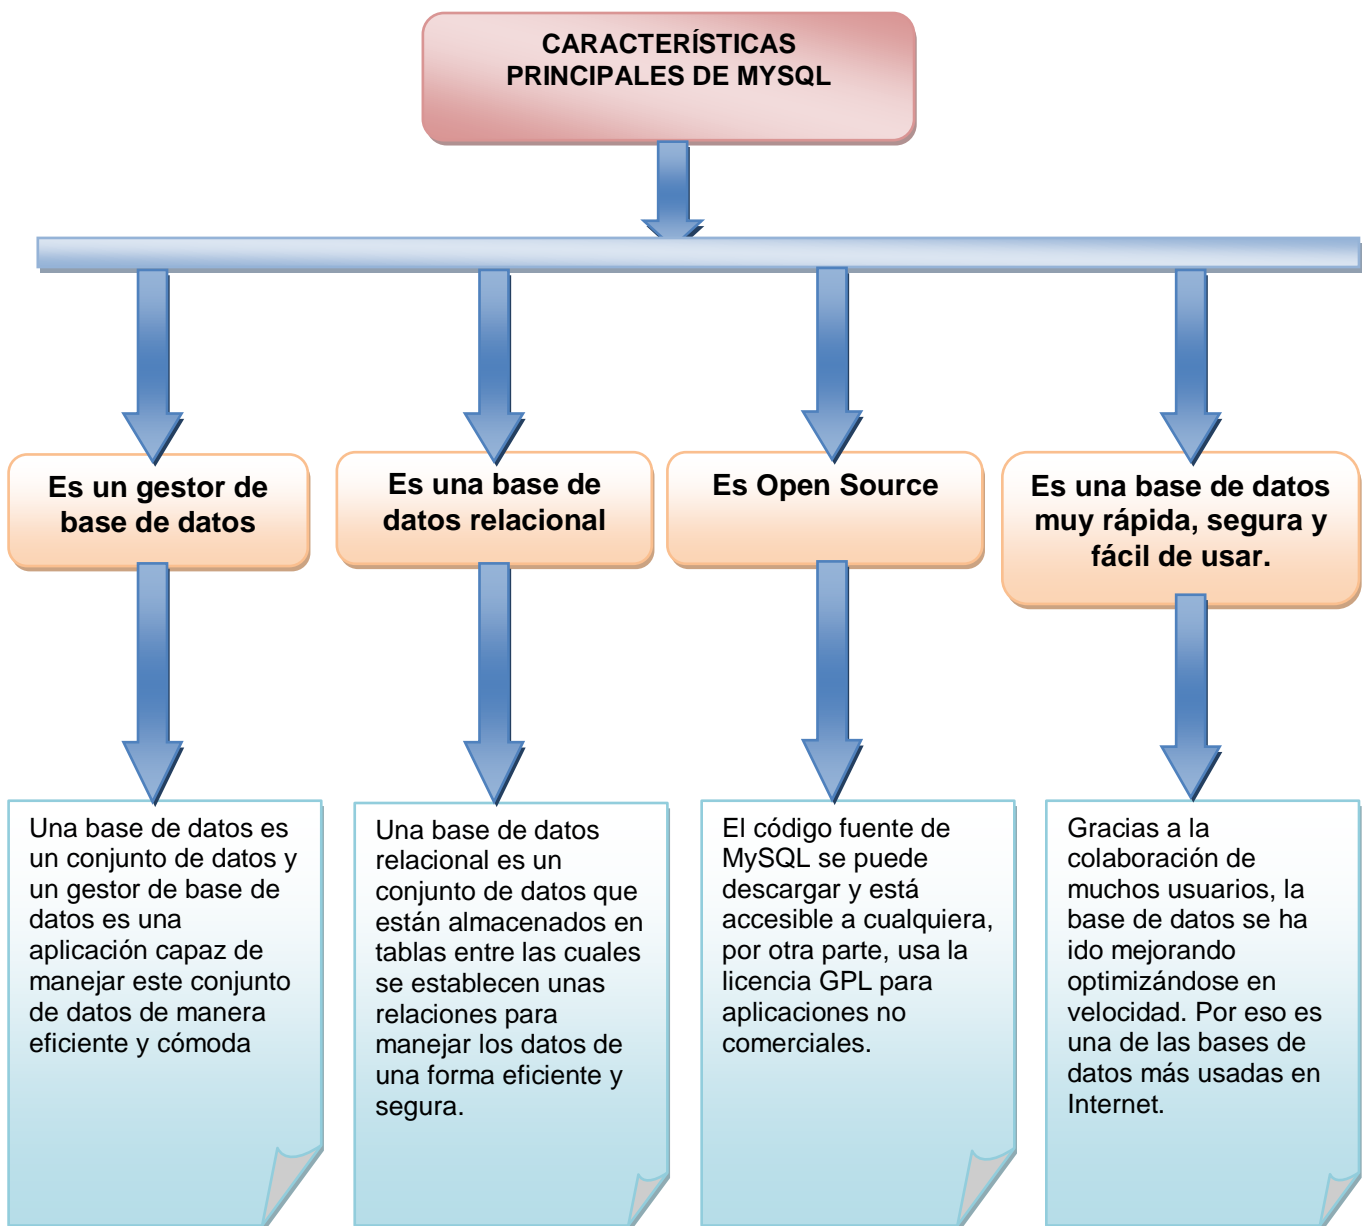 CARACTERÍSTICAS
PRINCIPALES DE MYSQL
Es un gestor de
base de datos
Es una base de
datos relacional
Es Open Source
Es una base de datos
muy rápida, segura y
fácil de usar.
Una base de datos es
un conjunto de datos y
un gestor de base de
datos es una
aplicación capaz de
manejar este conjunto
de datos de manera
eficiente y cómoda
Una base de datos
relacional es un
conjunto de datos que
están almacenados en
tablas entre las cuales
se establecen unas
relaciones para
manejar los datos de
una forma eficiente y
segura.
El código fuente de
MySQL se puede
descargar y está
accesible a cualquiera,
por otra parte, usa la
licencia GPL para
aplicaciones no
comerciales.
Gracias a la
colaboración de
muchos usuarios, la
base de datos se ha
ido mejorando
optimizándose en
velocidad. Por eso es
una de las bases de
datos más usadas en
Internet.